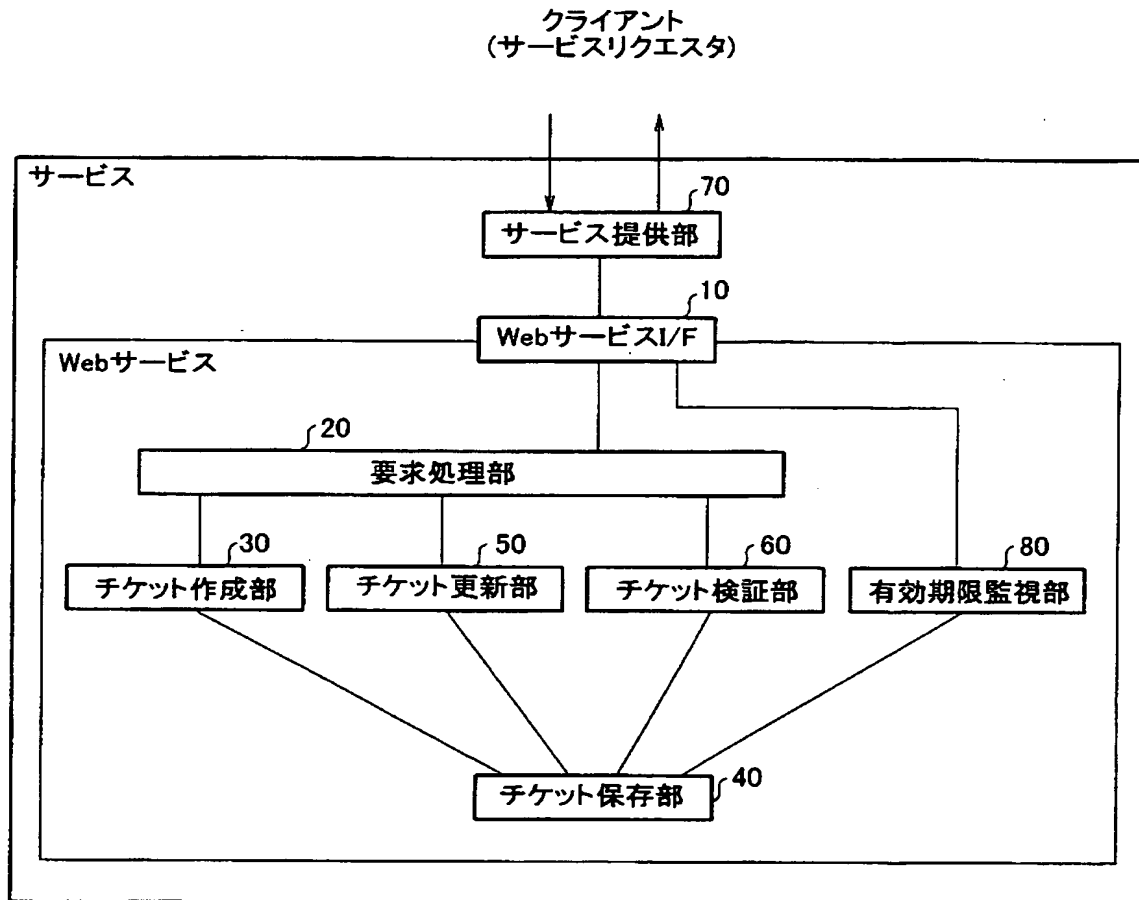 クライアント
(サービスリクエスタ)
サービス
70
サービス提供部
10
WebサービスI/F
Webサービス
20
要求処理部
30
50
60
80
チケット作成部
チケット更新部
チケット検証部
有効期限監視部
チケット保存部
40